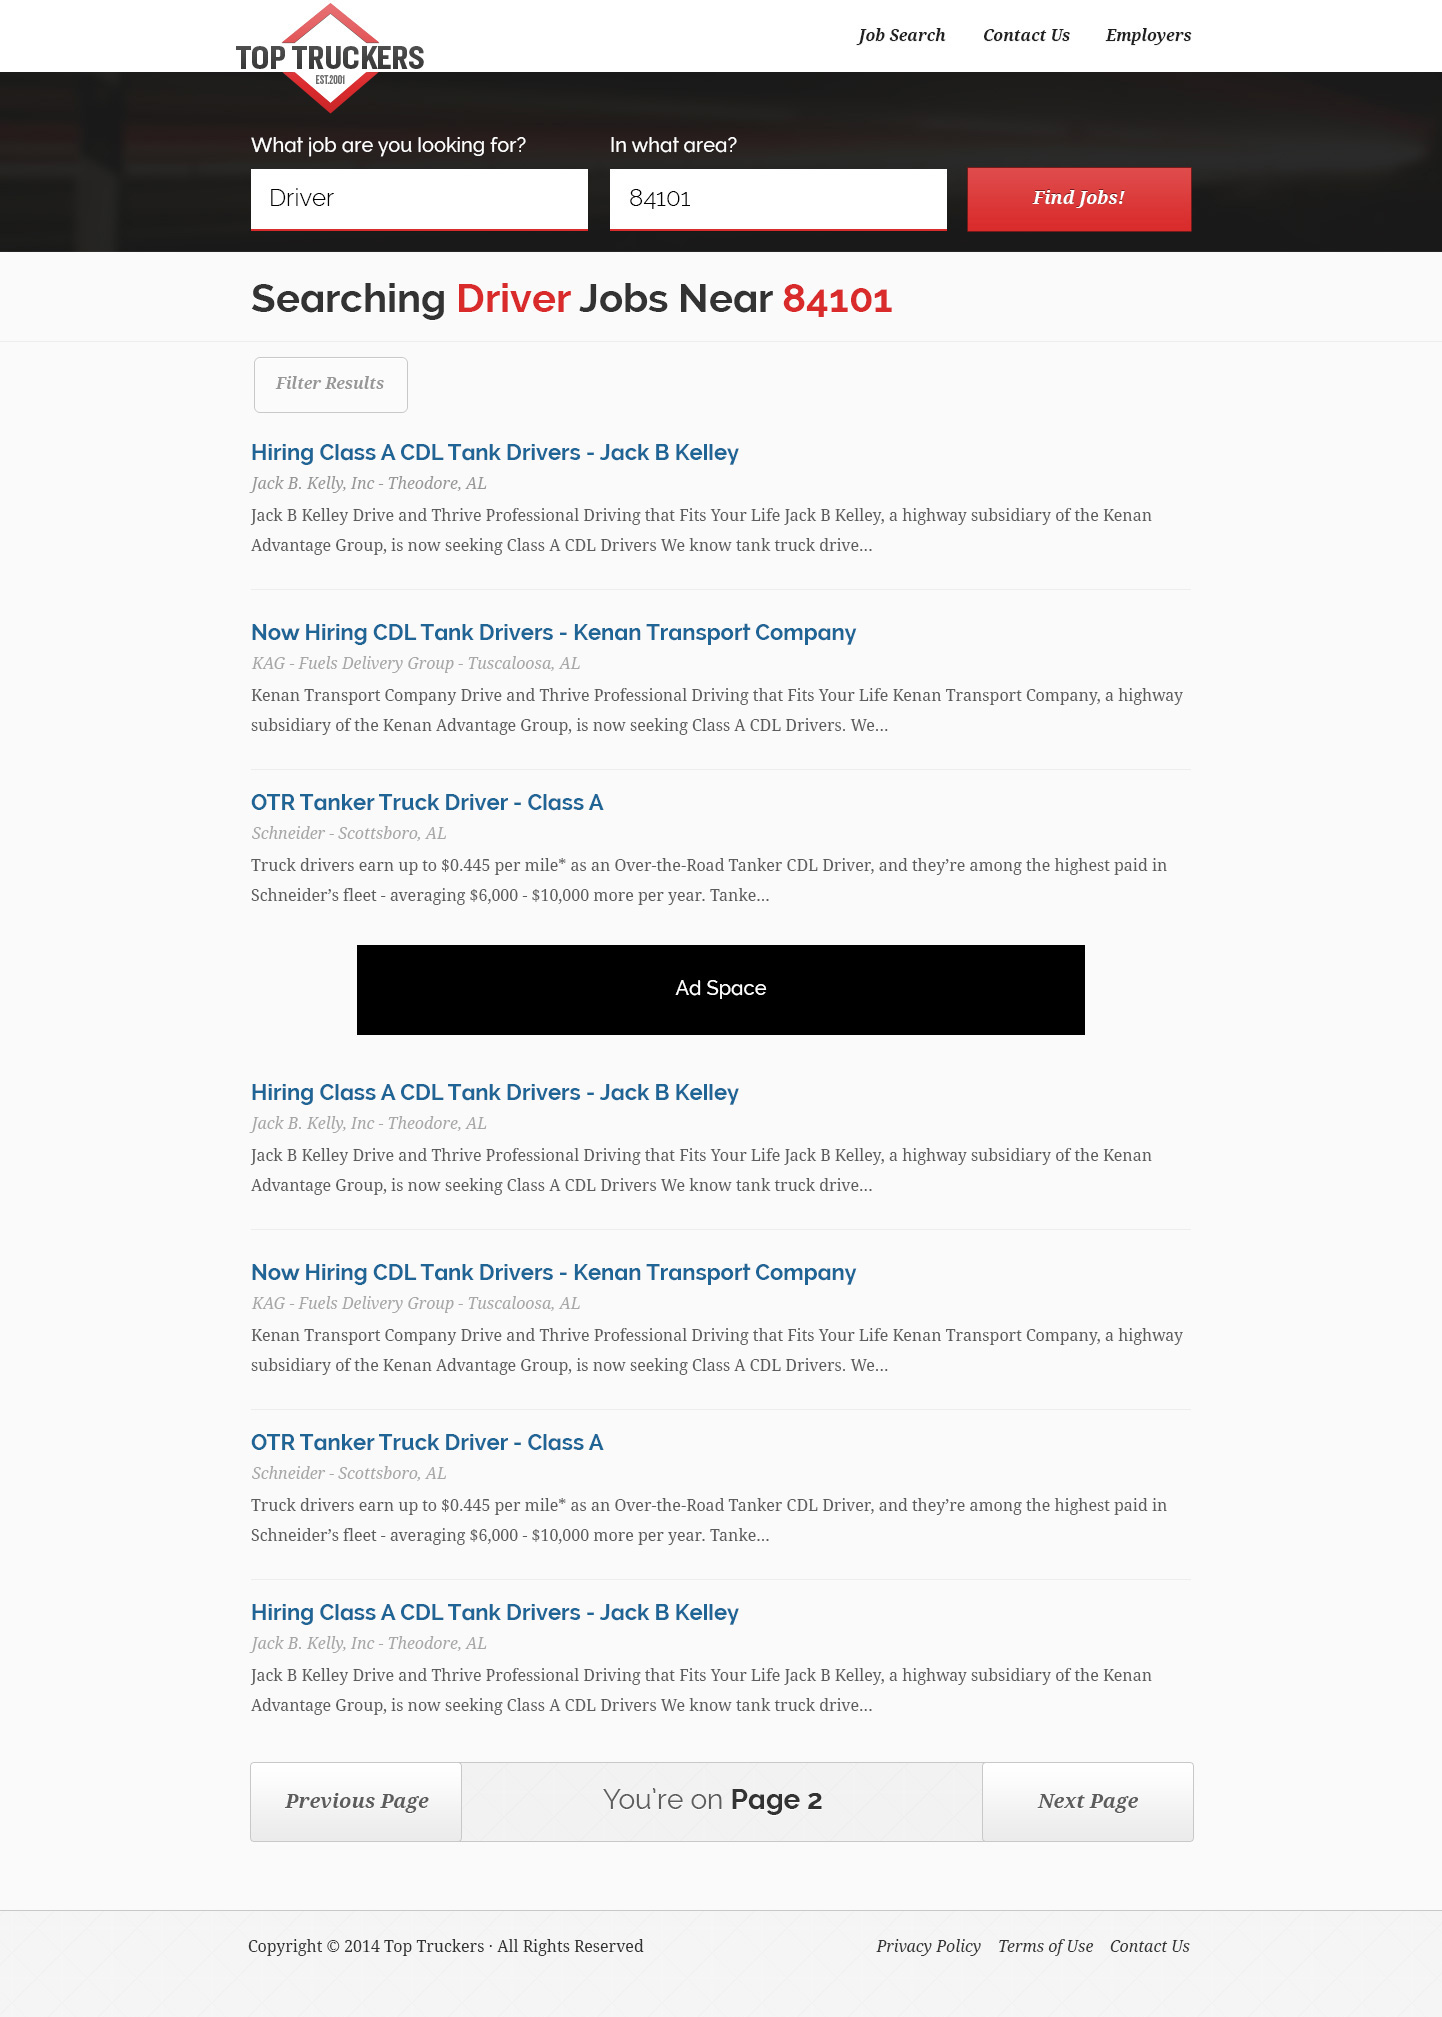 TOP TRUCKERS
EST.2001
Job Search Contact Us Employers
What job are you looking for? In what area?
Driver 84101 Find Jobs!
Searching Driver Jobs Near 84101
Filter Results
Hiring Class A CDL Tank Drivers - Jack B Kelley
Jack B. Kelly, Inc - Theodore, AL
Jack B Kelley Drive and Thrive Professional Driving that Fits Your Life Jack B Kelley, a highway subsidiary of the Kenan
Advantage Group, is now seeking Class A CDL Drivers We know tank truck drive...
Now Hiring CDL Tank Drivers - Kenan Transport Company
KAG - Fuels Delivery Group - Tuscaloosa, AL
Kenan Transport Company Drive and Thrive Professional Driving that Fits Your Life Kenan Transport Company, a highway
subsidiary of the Kenan Advantage Group, is now seeking Class A CDL Drivers. We...
OTR Tanker Truck Driver - Class A
Schneider - Scottsboro, AL
Truck drivers earn up to $0.445 per mile* as an Over-the-Road Tanker CDL Driver, and they’re among the highest paid in
Schneider’s fleet - averaging $6,000 - $10,000 more per year. Tanke...
Ad Space
Hiring Class A CDL Tank Drivers - Jack B Kelley
Jack B. Kelly, Inc - Theodore, AL
Jack B Kelley Drive and Thrive Professional Driving that Fits Your Life Jack B Kelley, a highway subsidiary of the Kenan
Advantage Group, is now seeking Class A CDL Drivers We know tank truck drive...
Now Hiring CDL Tank Drivers - Kenan Transport Company
KAG - Fuels Delivery Group - Tuscaloosa, AL
Kenan Transport Company Drive and Thrive Professional Driving that Fits Your Life Kenan Transport Company, a highway
subsidiary of the Kenan Advantage Group, is now seeking Class A CDL Drivers. We...
OTR Tanker Truck Driver - Class A
Schneider - Scottsboro, AL
Truck drivers earn up to $0.445 per mile* as an Over-the-Road Tanker CDL Driver, and they’re among the highest paid in
Schneider’s fleet - averaging $6,000 - $10,000 more per year. Tanke...
Hiring Class A CDL Tank Drivers - Jack B Kelley
Jack B. Kelly, Inc - Theodore, AL
Jack B Kelley Drive and Thrive Professional Driving that Fits Your Life Jack B Kelley, a highway subsidiary of the Kenan
Advantage Group, is now seeking Class A CDL Drivers We know tank truck drive...
Previous Page You’re on Page 2 Next Page
Copyright © 2014 Top Truckers · All Rights Reserved Privacy Policy Terms of Use Contact Us